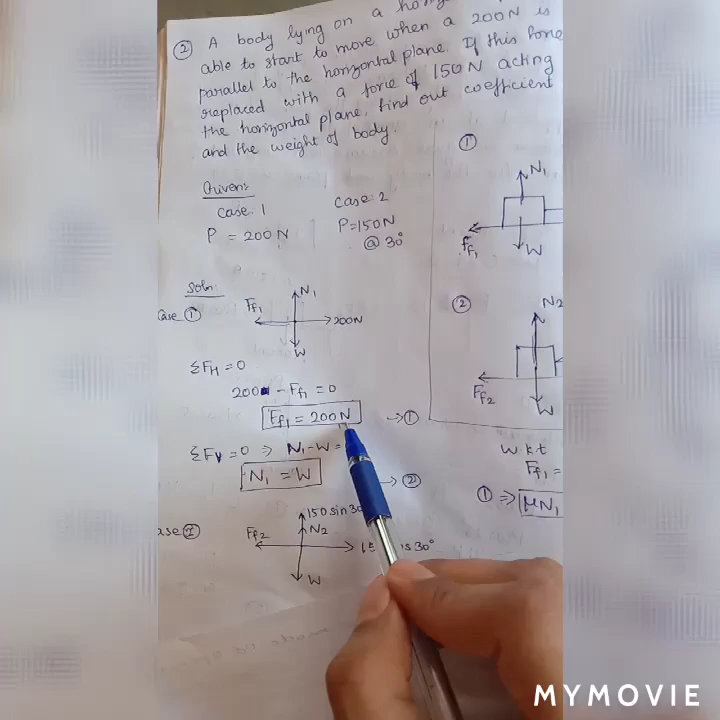 ② A body lying on a
able to start to move when a 200N is
parallel to the horizontal plane. If this
replaced with a force of 150N acting
the horizontal plane, find out coefficient
and the weight of body.
Given:
Case: 1
P = 200N
Case: 2
P=150N
@ 30°
①
N₁
Ff₁
W
②
N₂
Ff₂
W
Soln:
Case ①
Ff₁
N₁
200N
W
ΣFH = 0
200 - Ff₁ = 0
Ff₁ = 200N →①
ΣFV = 0 ⇒ N₁-W =
N₁ = W → ②
w k t
Ff₁ =
① ⇒ μN₁
ase ②
150 sin 30
Ff₂
N₂
is 30°
W
MYMOVIE